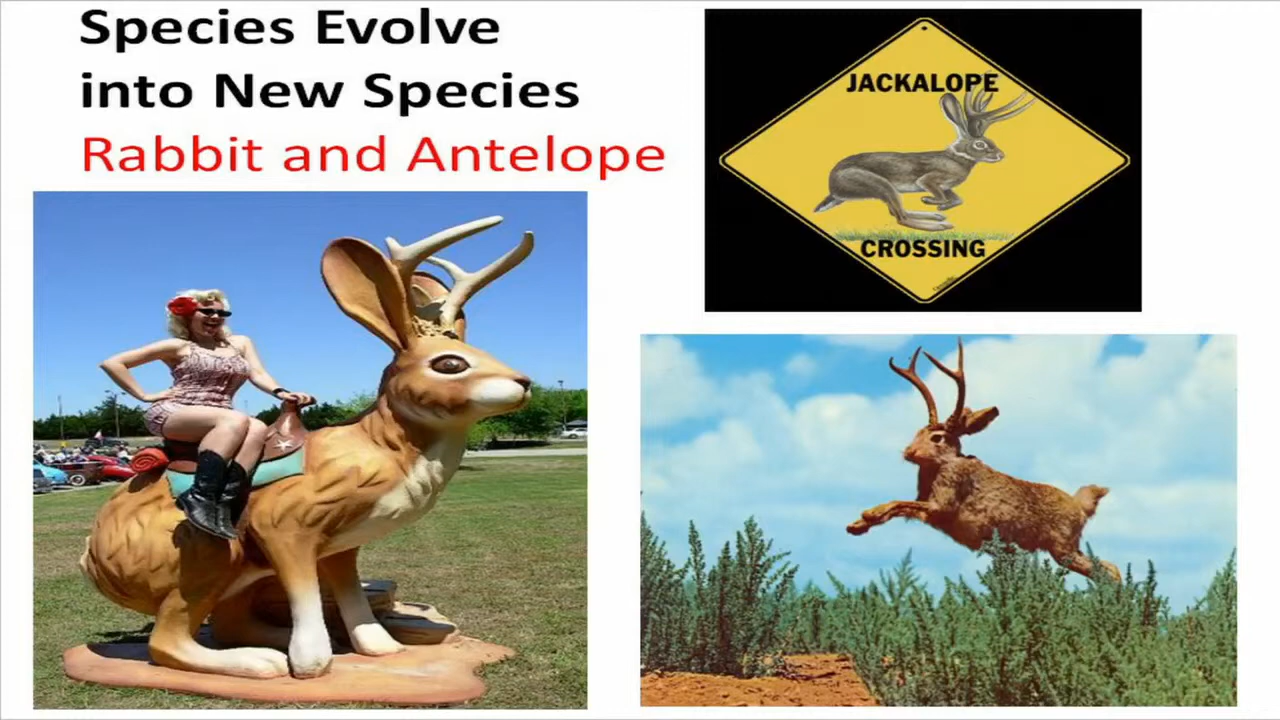 Species Evolve
into New Species
Rabbit and Antelope
JACKALOPE
CROSSING